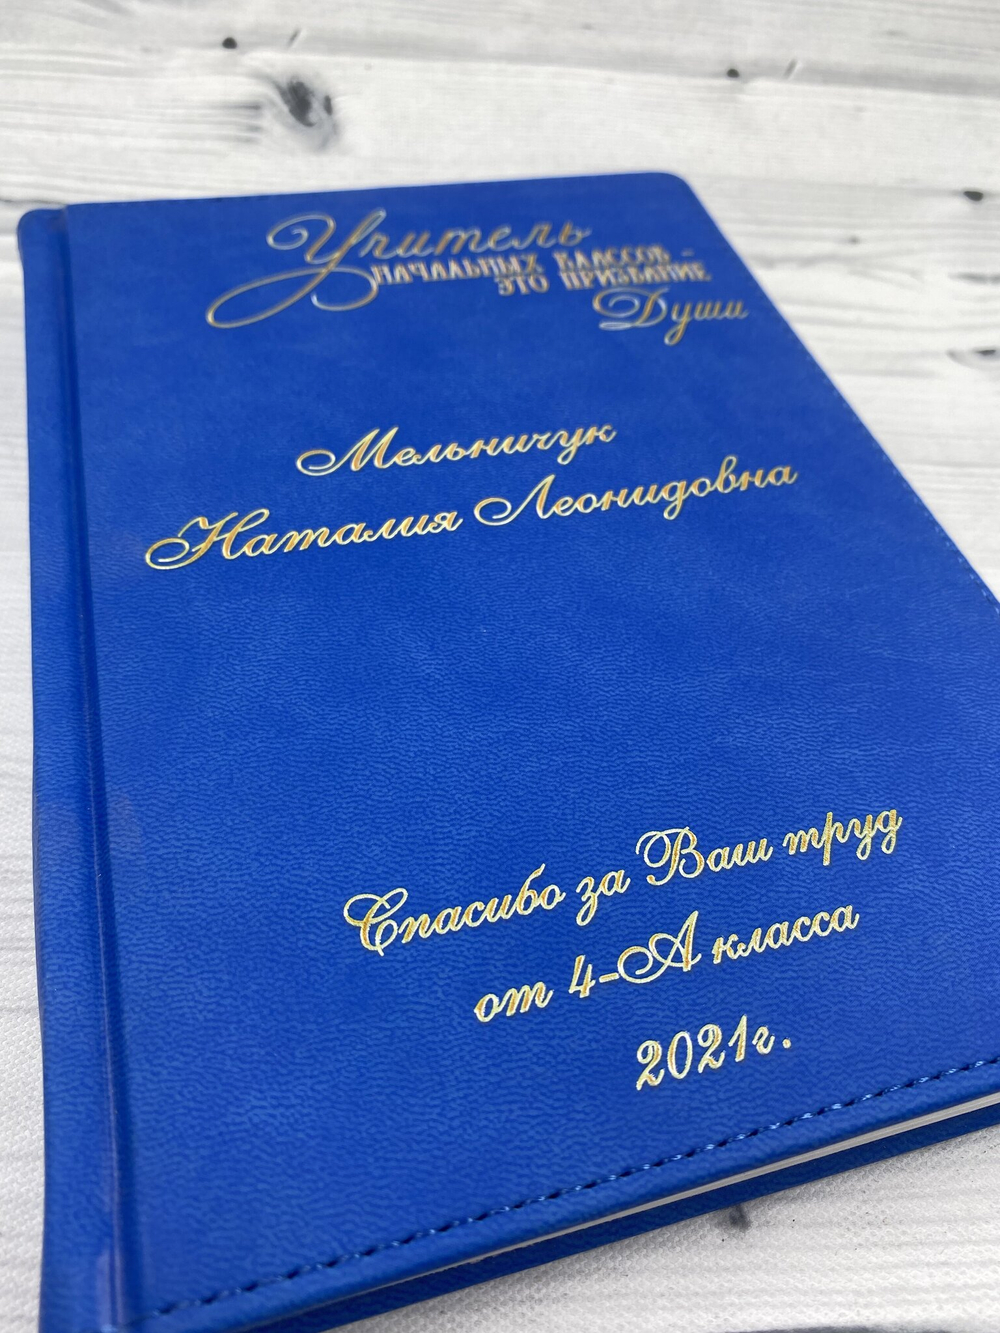 Учитель
НАЧАЛЬНЫХ КЛАССОВ -
ЭТО ПРИЗВАНИЕ
Души
Мельничук
Наталия Леонидовна
Спасибо за Ваш труд
от 4-А класса
2021г.